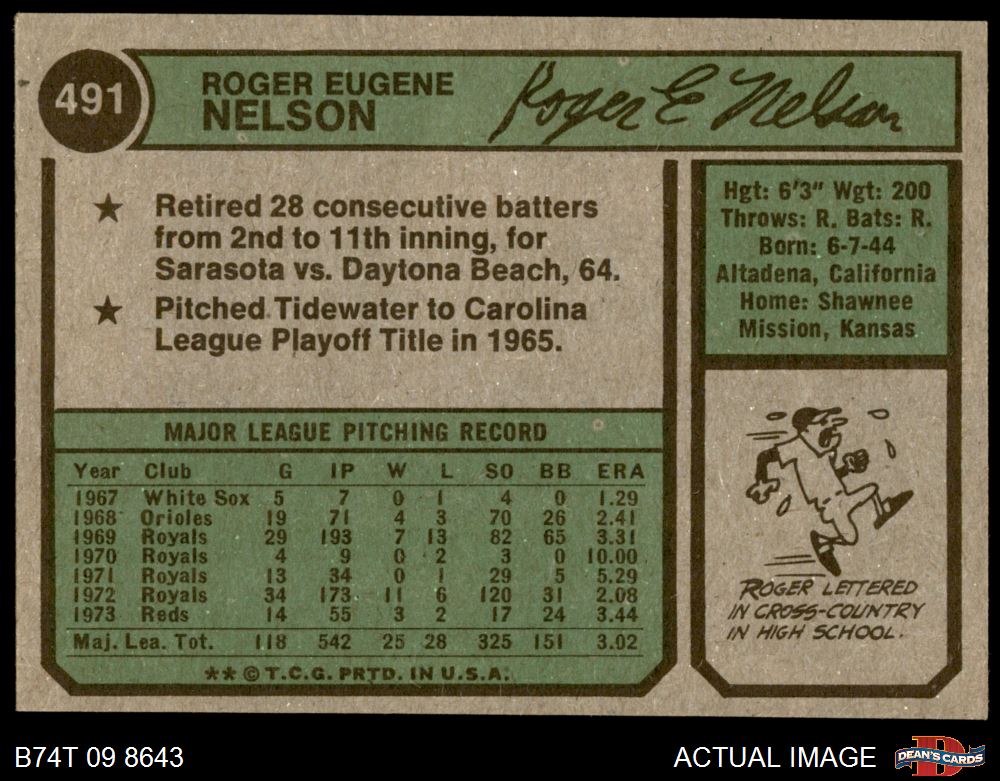 491
ROGER EUGENE
NELSON
Roger E Nelson
★ Retired 28 consecutive batters
from 2nd to 11th inning, for
Sarasota vs. Daytona Beach, 64.
★ Pitched Tidewater to Carolina
League Playoff Title in 1965.
Hgt: 6'3" Wgt: 200
Throws: R. Bats: R.
Born: 6-7-44
Altadena, California
Home: Shawnee
Mission, Kansas
MAJOR LEAGUE PITCHING RECORD
Year Club G IP W L SO BB ERA
1967 White Sox 5 7 0 1 4 0 1.29
1968 Orioles 19 71 4 3 70 26 2.41
1969 Royals 29 193 7 13 82 65 3.31
1970 Royals 4 9 0 2 3 0 10.00
1971 Royals 13 34 0 1 29 5 5.29
1972 Royals 34 173 11 6 120 31 2.08
1973 Reds 14 55 3 2 17 24 3.44
Maj. Lea. Tot. 118 542 25 28 325 151 3.02
** © T.C.G. PRTD. IN U.S.A.
ROGER LETTERED
IN CROSS-COUNTRY
IN HIGH SCHOOL.
B74T 09 8643
ACTUAL IMAGE
D
DEAN'S CARDS